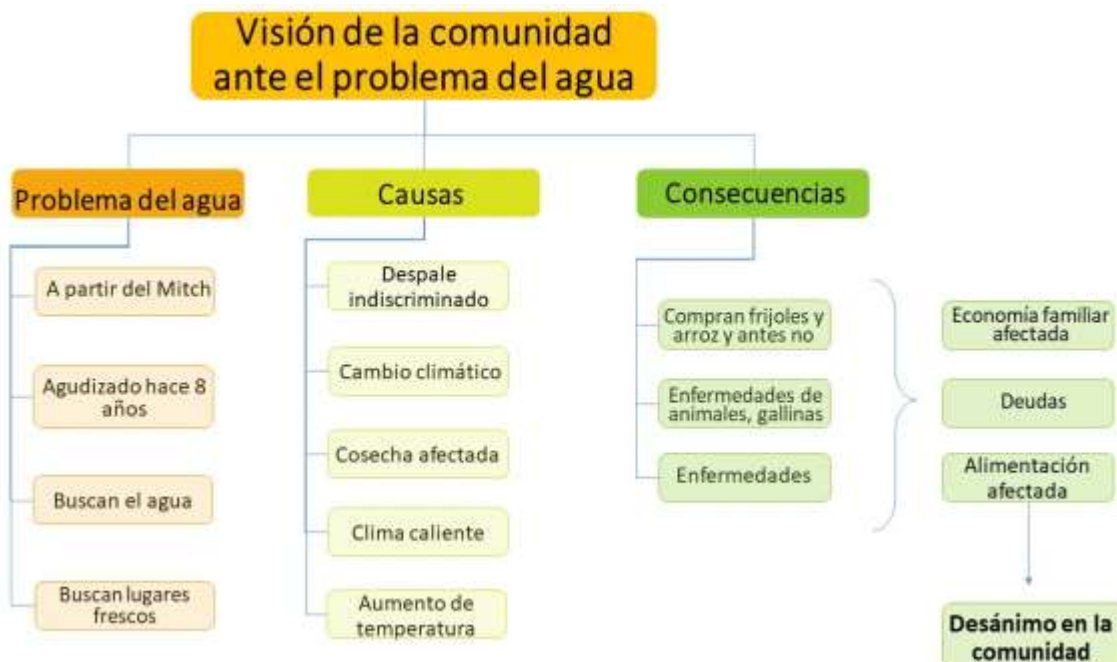 Visión de la comunidad
ante el problema del agua
Problema del agua
A partir del Mitch
Agudizado hace 8
años
Buscan el agua
Buscan lugares
frescos
Causas
Despale
indiscriminado
Cambio climático
Cosecha afectada
Clima caliente
Aumento de
temperatura
Consecuencias
Compran frijoles y
arroz y antes no
Enfermedades de
animales, gallinas
Enfermedades
Economía familiar
afectada
Deudas
Alimentación
afectada
Desánimo en la
comunidad